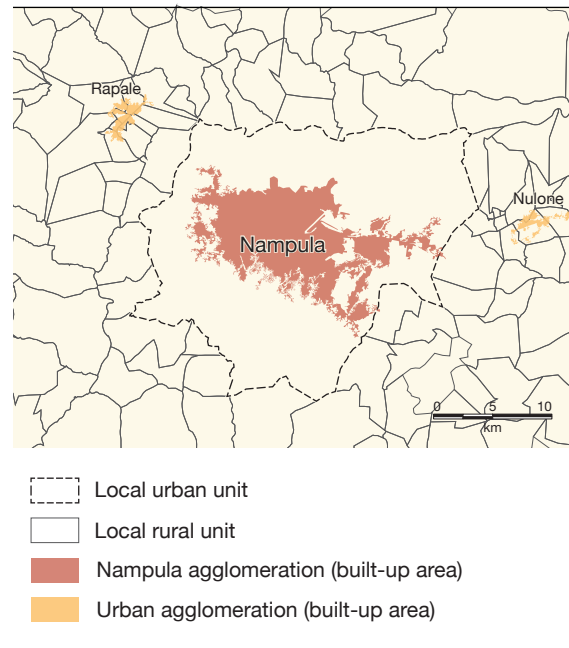 Rapale
Nulone
Nampula
0 5 10
km
Local urban unit
Local rural unit
Nampula agglomeration (built-up area)
Urban agglomeration (built-up area)